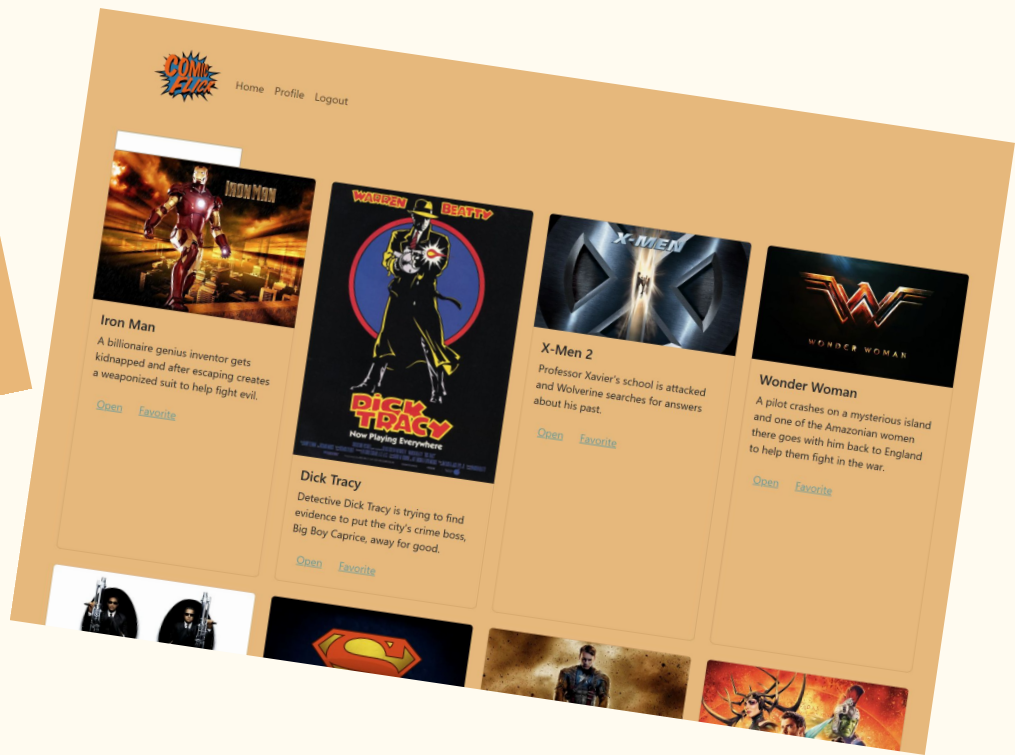 COMIC
FLICK
Home Profile Logout
IRON MAN
Iron Man
A billionaire genius inventor gets
kidnapped and after escaping creates
a weaponized suit to help fight evil.
Open Favorite
WARREN BEATTY
DICK
TRACY
Now Playing Everywhere
Dick Tracy
Detective Dick Tracy is trying to find
evidence to put the city's crime boss,
Big Boy Caprice, away for good.
Open Favorite
X-MEN
X-Men 2
Professor Xavier's school is attacked
and Wolverine searches for answers
about his past.
Open Favorite
WONDER WOMAN
Wonder Woman
A pilot crashes on a mysterious island
and one of the Amazonian women
there goes with him back to England
to help them fight in the war.
Open Favorite